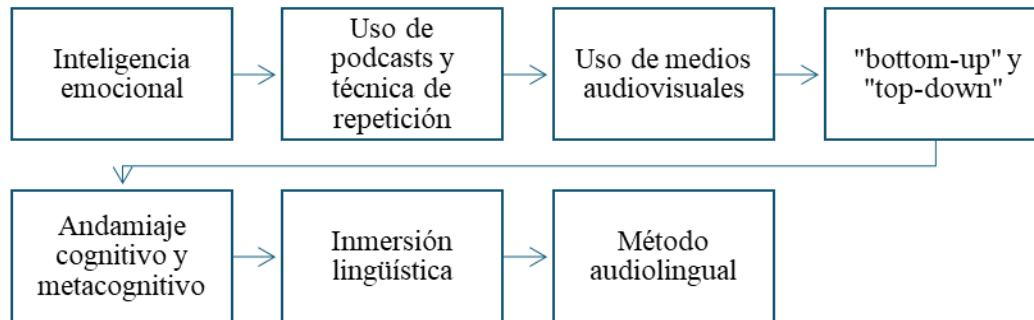 Inteligencia
emocional
Uso de
podcasts y
técnica de
repetición
Uso de medios
audiovisuales
"bottom-up" y
"top-down"
Andamiaje
cognitivo y
metacognitivo
Inmersión
lingüística
Método
audiolingual